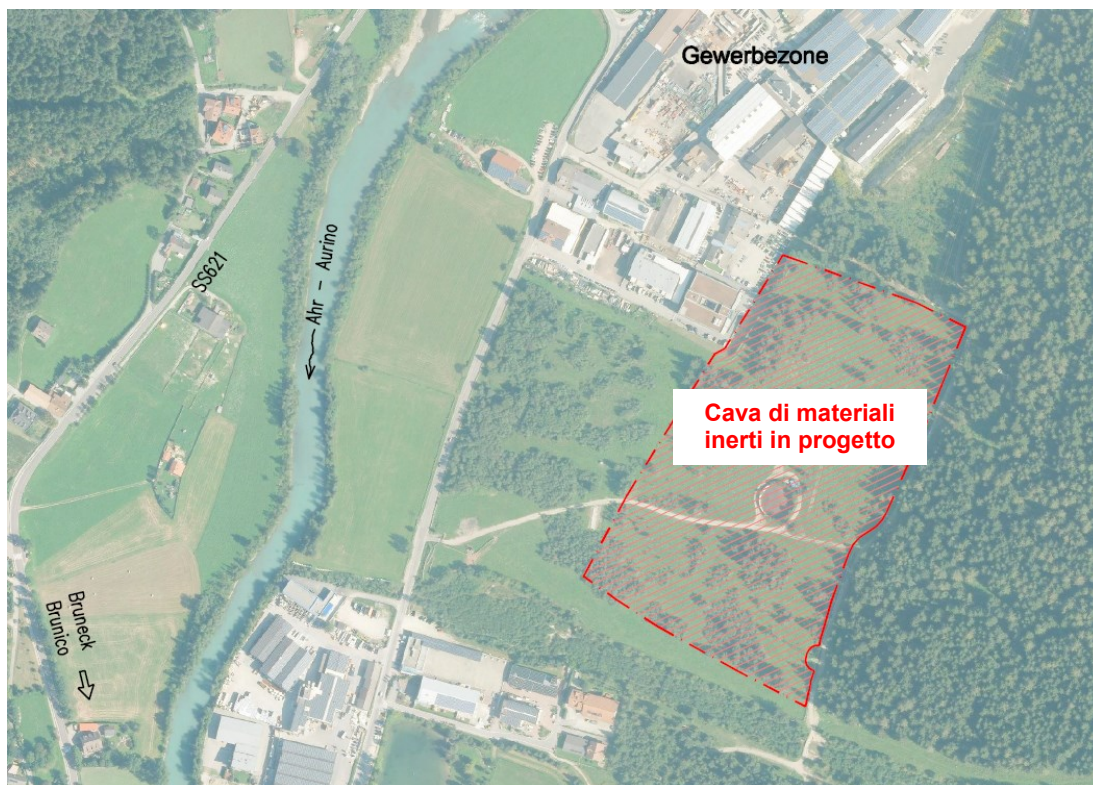 Gewerbezone
SS621
Ahr - Aurino
Cava di materiali
inerti in progetto
Bruneck
Brunico